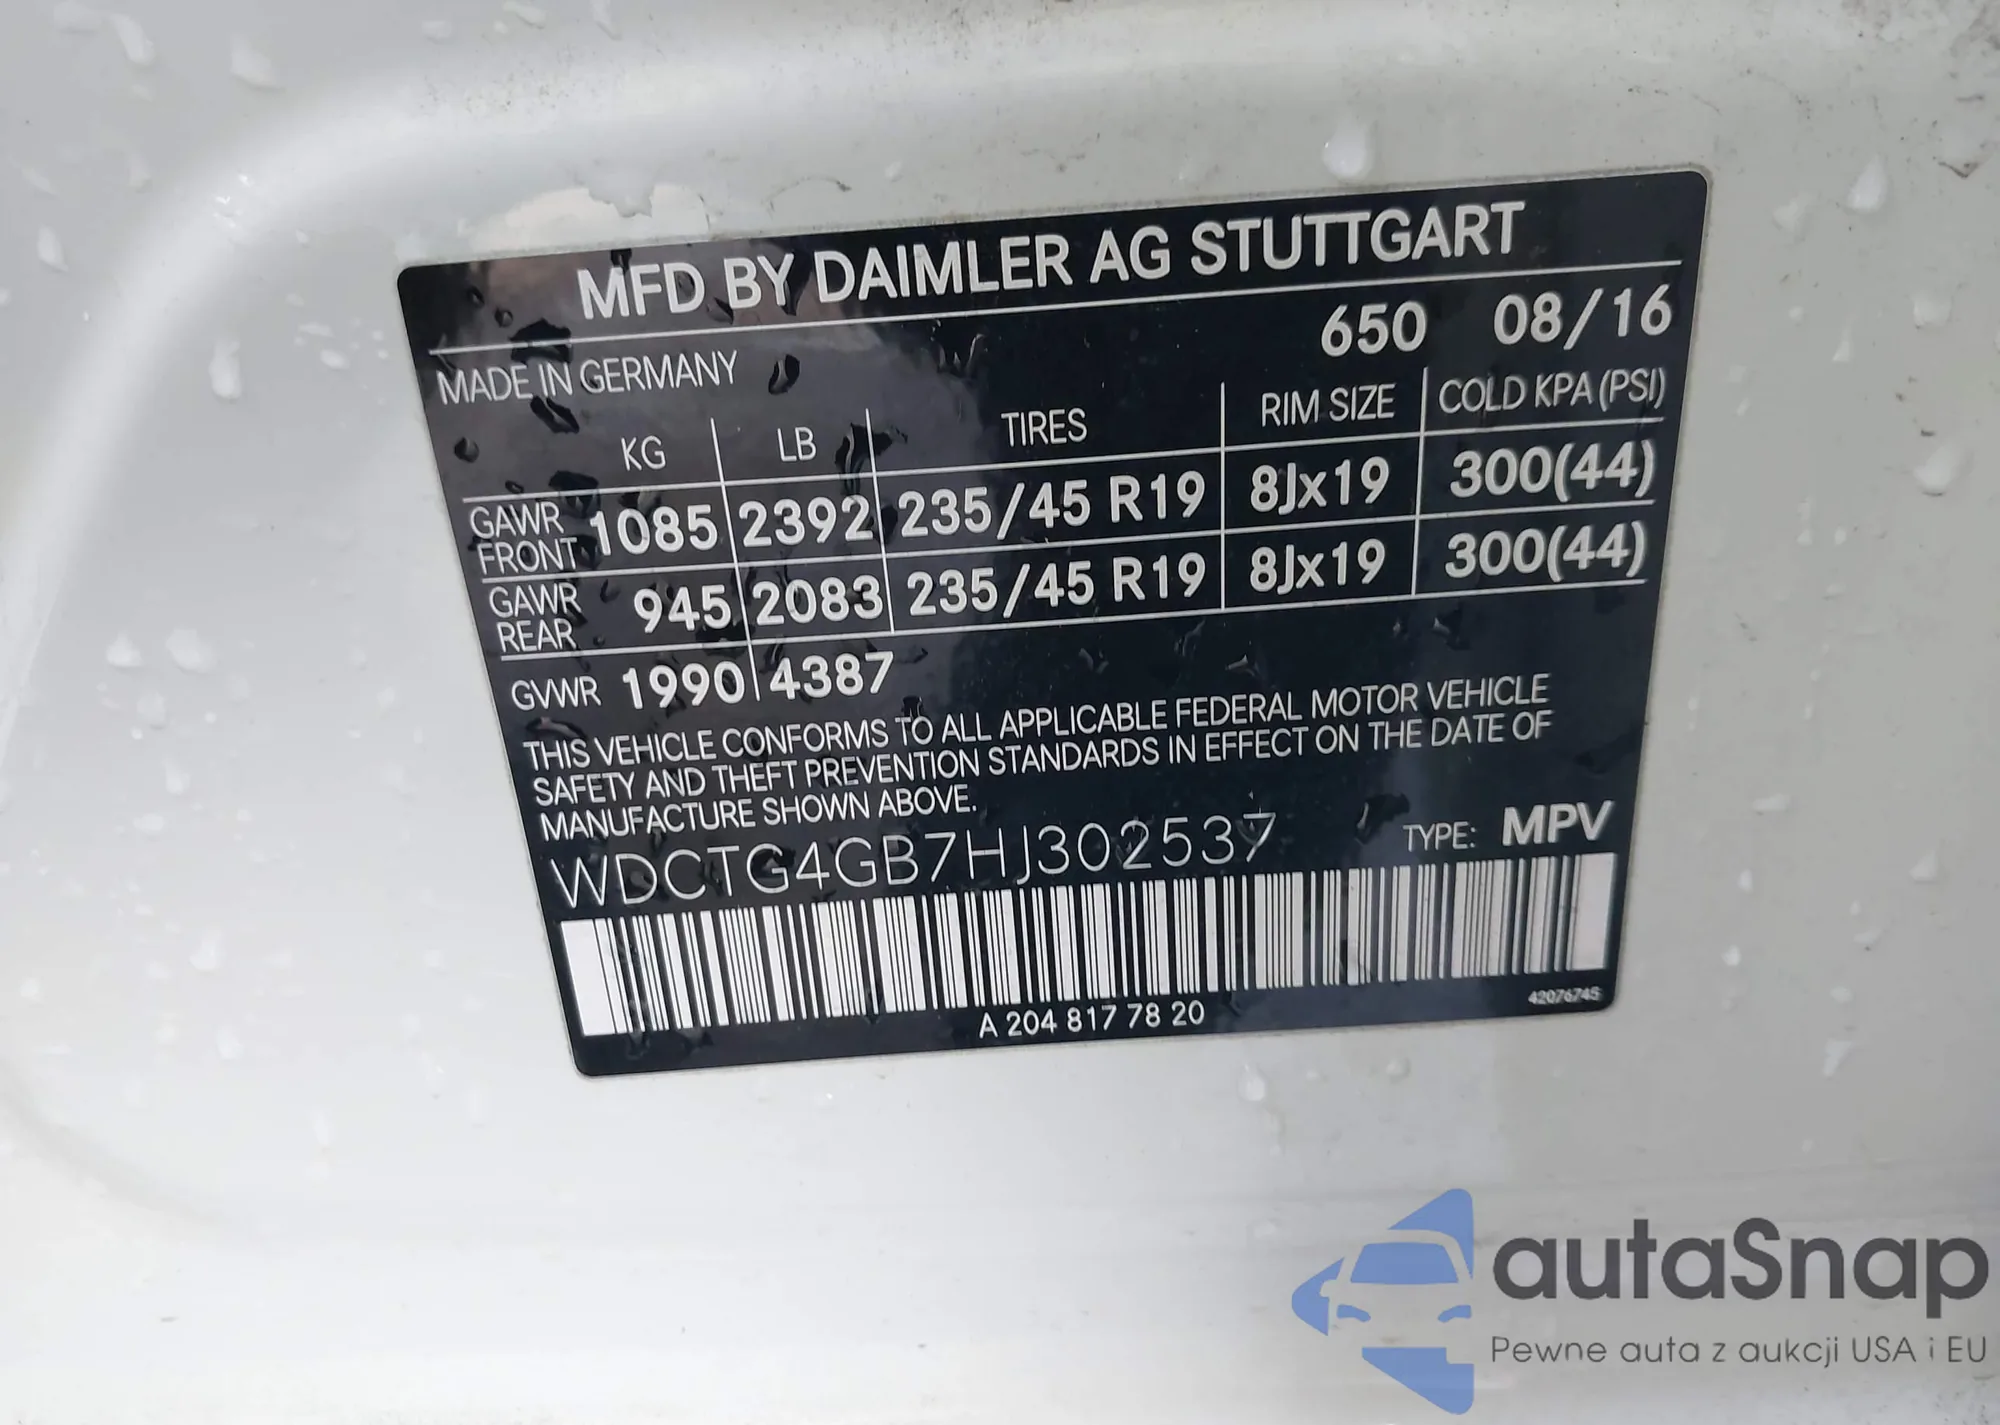 MFD BY DAIMLER AG STUTTGART
650 08/16
MADE IN GERMANY
KG LB TIRES RIM SIZE COLD KPA (PSI)
GAWR FRONT 1085 2392 235/45 R19 8Jx19 300(44)
GAWR REAR 945 2083 235/45 R19 8Jx19 300(44)
GVWR 1990 4387
THIS VEHICLE CONFORMS TO ALL APPLICABLE FEDERAL MOTOR VEHICLE
SAFETY AND THEFT PREVENTION STANDARDS IN EFFECT ON THE DATE OF
MANUFACTURE SHOWN ABOVE.
WDCTG4GB7HJ302537 TYPE: MPV
A 204 817 78 20
42076745
autaSnap
Pewne auta z aukcji USA i EU